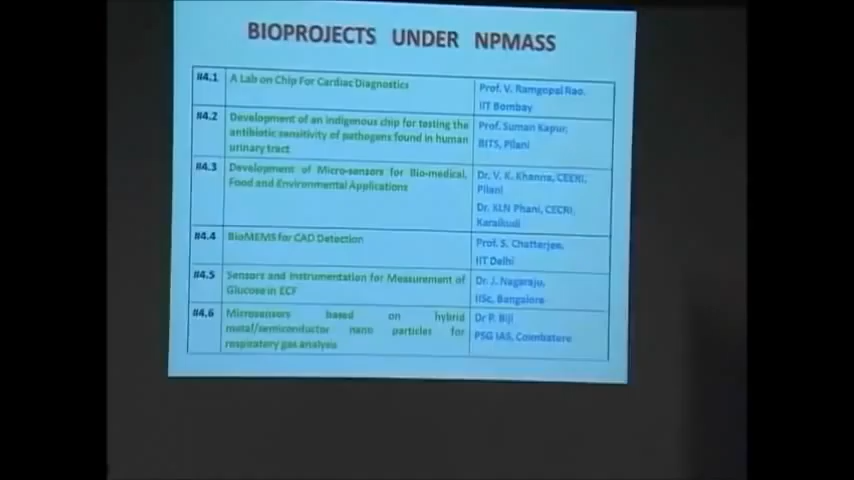 BIOPROJECTS UNDER NPMASS
#4.1 A Lab on Chip For Cardiac Diagnostics
Prof. V. Ramgopal Rao,
IIT Bombay
#4.2 Development of an indigenous chip for testing the
antibiotic sensitivity of pathogens found in human
urinary tract
Prof. Suman Kapur,
BITS, Pilani
#4.3 Development of Micro-sensors for Bio-medical,
Food and Environmental Applications
Dr. V. K. Khanna, CEERI,
Pilani
Dr. KLN Phani, CECRI,
Karaikudi
#4.4 BioMEMS for CAD Detection
Prof. S. Chatterjee,
IIT Delhi
#4.5 Sensors and Instrumentation for Measurement of
Glucose in ECF
Dr. J. Nagaraju,
IISc, Bangalore
#4.6 Microsensors based on hybrid
metal/semiconductor nano particles for
respiratory gas analysis
Dr P. Biji
PSG IAS, Coimbatore